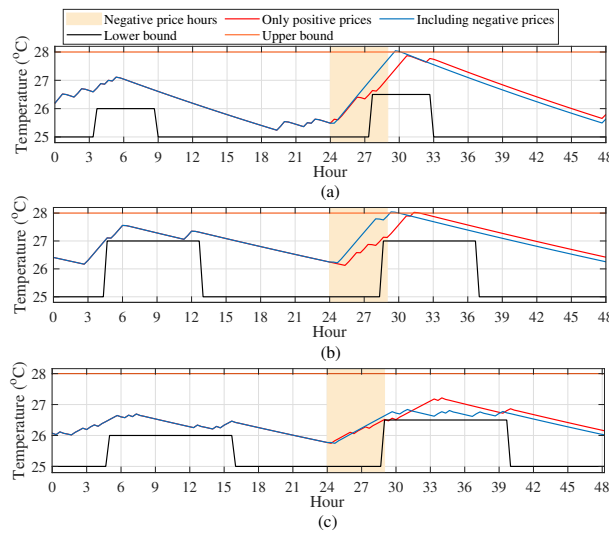 Negative price hours Only positive prices Including negative prices
Lower bound Upper bound
Temperature (°C)
28
27
26
25
0 3 6 9 12 15 18 21 24 27 30 33 36 39 42 45 48
Hour
(a)
Temperature (°C)
28
27
26
25
0 3 6 9 12 15 18 21 24 27 30 33 36 39 42 45 48
Hour
(b)
Temperature (°C)
28
27
26
25
0 3 6 9 12 15 18 21 24 27 30 33 36 39 42 45 48
Hour
(c)